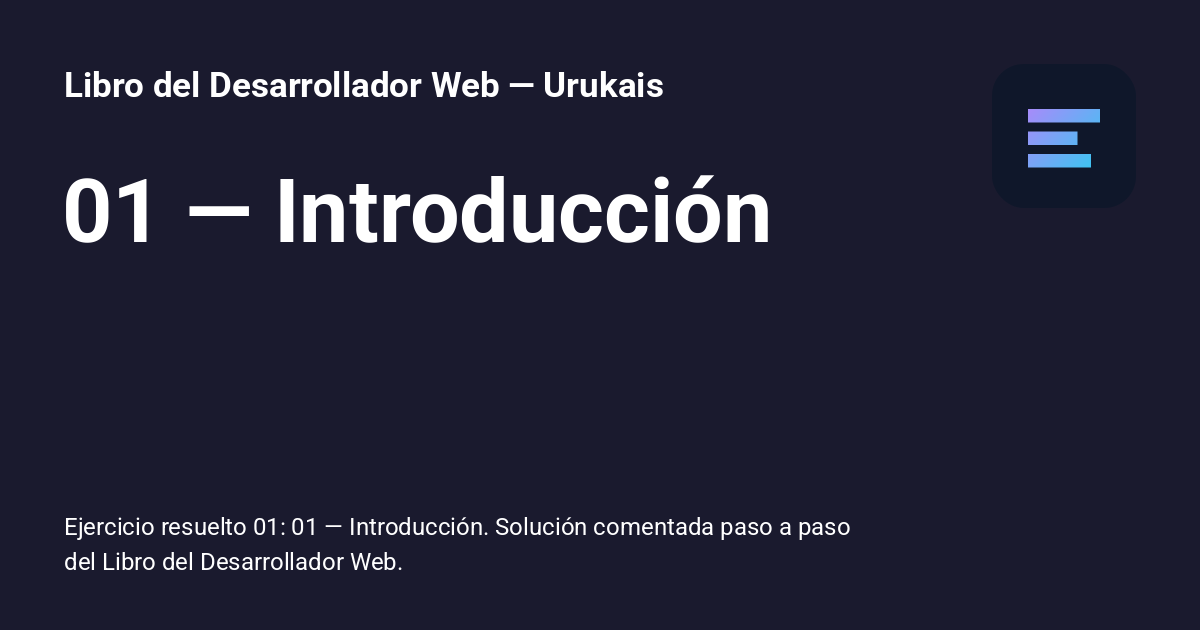 Libro del Desarrollador Web — Urukais
01 — Introducción
Ejercicio resuelto 01: 01 — Introducción. Solución comentada paso a paso
del Libro del Desarrollador Web.